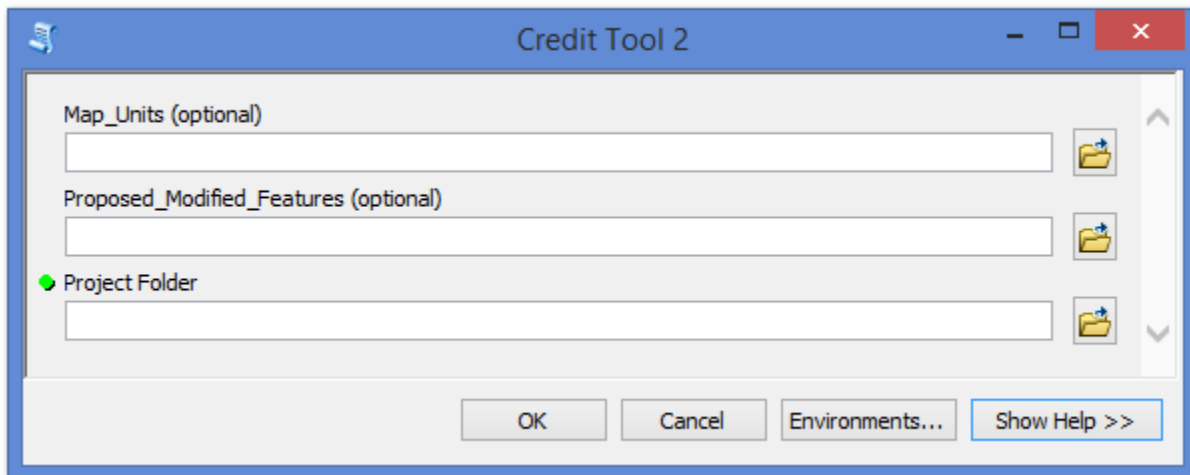 Credit Tool 2
Map_Units (optional)
Proposed_Modified_Features (optional)
Project Folder
OK Cancel Environments... Show Help >>